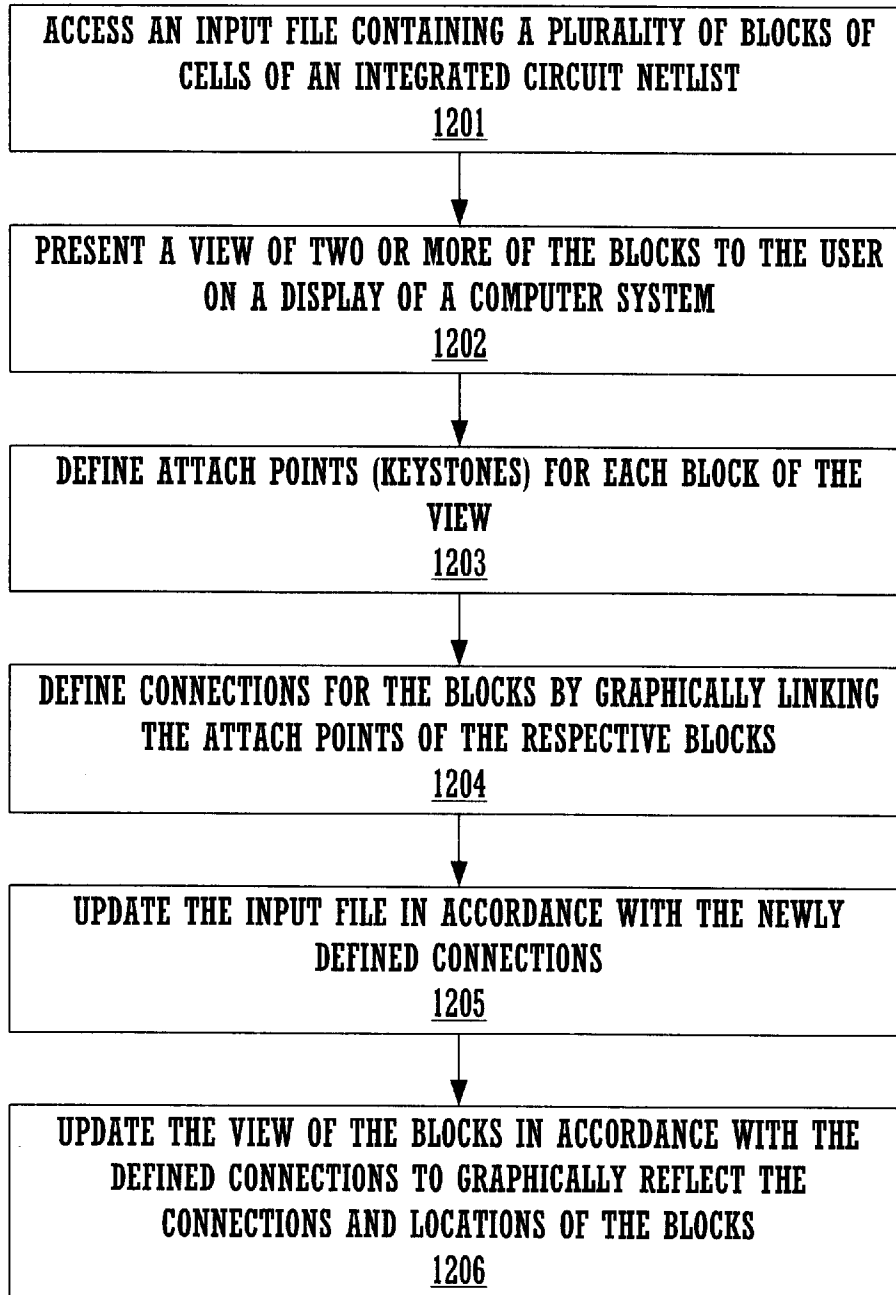 ACCESS AN INPUT FILE CONTAINING A PLURALITY OF BLOCKS OF
CELLS OF AN INTEGRATED CIRCUIT NETLIST
1201
PRESENT A VIEW OF TWO OR MORE OF THE BLOCKS TO THE USER
ON A DISPLAY OF A COMPUTER SYSTEM
1202
DEFINE ATTACH POINTS (KEYSTONES) FOR EACH BLOCK OF THE
VIEW
1203
DEFINE CONNECTIONS FOR THE BLOCKS BY GRAPHICALLY LINKING
THE ATTACH POINTS OF THE RESPECTIVE BLOCKS
1204
UPDATE THE INPUT FILE IN ACCORDANCE WITH THE NEWLY
DEFINED CONNECTIONS
1205
UPDATE THE VIEW OF THE BLOCKS IN ACCORDANCE WITH THE
DEFINED CONNECTIONS TO GRAPHICALLY REFLECT THE
CONNECTIONS AND LOCATIONS OF THE BLOCKS
1206